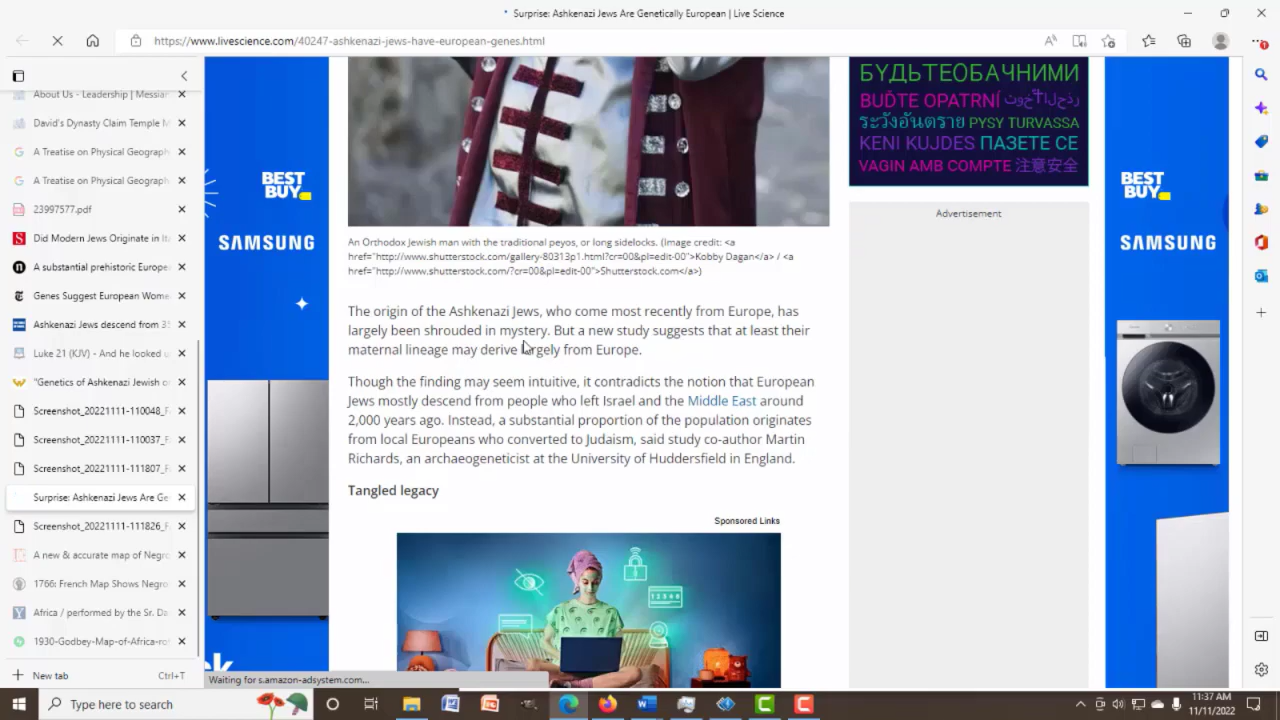 Surprise: Ashkenazi Jews Are Genetically European | Live Science
https://www.livescience.com/40247-ashkenazi-jews-have-european-genes.html
About Us - Leadership | Messiah
David's Dynasty Claim Temple M
A Treatise on Physical Geograph
A Treatise on Physical Geograph
23997577.pdf
Did Modern Jews Originate in Ita
A substantial prehistoric Europe
Genes Suggest European Wome
Ashkenazi Jews descend from 35
Luke 21 (KJV) - And he looked u
"Genetics of Ashkenazi Jewish o
Screenshot_20221111-110048_F
Screenshot_20221111-110037_F
Screenshot_20221111-111807_F
Surprise: Ashkenazi Jews Are Ge
Screenshot_20221111-111826_F
A new & accurate map of Negro
1766: French Map Shows Negro
Africa / performed by the Sr. Da
1930-Godbey-Map-of-Africa-ro
New tab Ctrl+T
BEST BUY
SAMSUNG
An Orthodox Jewish man with the traditional peyos, or long sidelocks. (Image credit: <a
href="http://www.shutterstock.com/gallery-80313p1.html?cr=00&pl=edit-00">Kobby Dagan</a> / <a
href="http://www.shutterstock.com/?cr=00&pl=edit-00">Shutterstock.com</a>)
The origin of the Ashkenazi Jews, who come most recently from Europe, has
largely been shrouded in mystery. But a new study suggests that at least their
maternal lineage may derive largely from Europe.
Though the finding may seem intuitive, it contradicts the notion that European
Jews mostly descend from people who left Israel and the Middle East around
2,000 years ago. Instead, a substantial proportion of the population originates
from local Europeans who converted to Judaism, said study co-author Martin
Richards, an archaeogeneticist at the University of Huddersfield in England.
Tangled legacy
Sponsored Links
БУДЬТЕОБАЧНИМИ
BUĎTE OPATRNÍ
ระวังอันตราย PYSY TURVASSA
KENI KUJDES ПАЗЕТЕ СЕ
VAGIN AMB COMPTE 注意安全
Advertisement
BEST BUY
SAMSUNG
Waiting for s.amazon-adsystem.com...
Type here to search
11:37 AM
11/11/2022